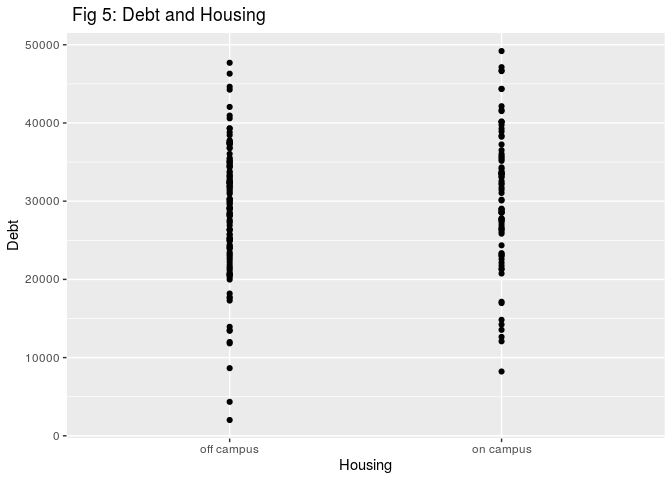 Fig 5: Debt and Housing
50000
40000
30000
20000
10000
0
Debt
off campus
on campus
Housing